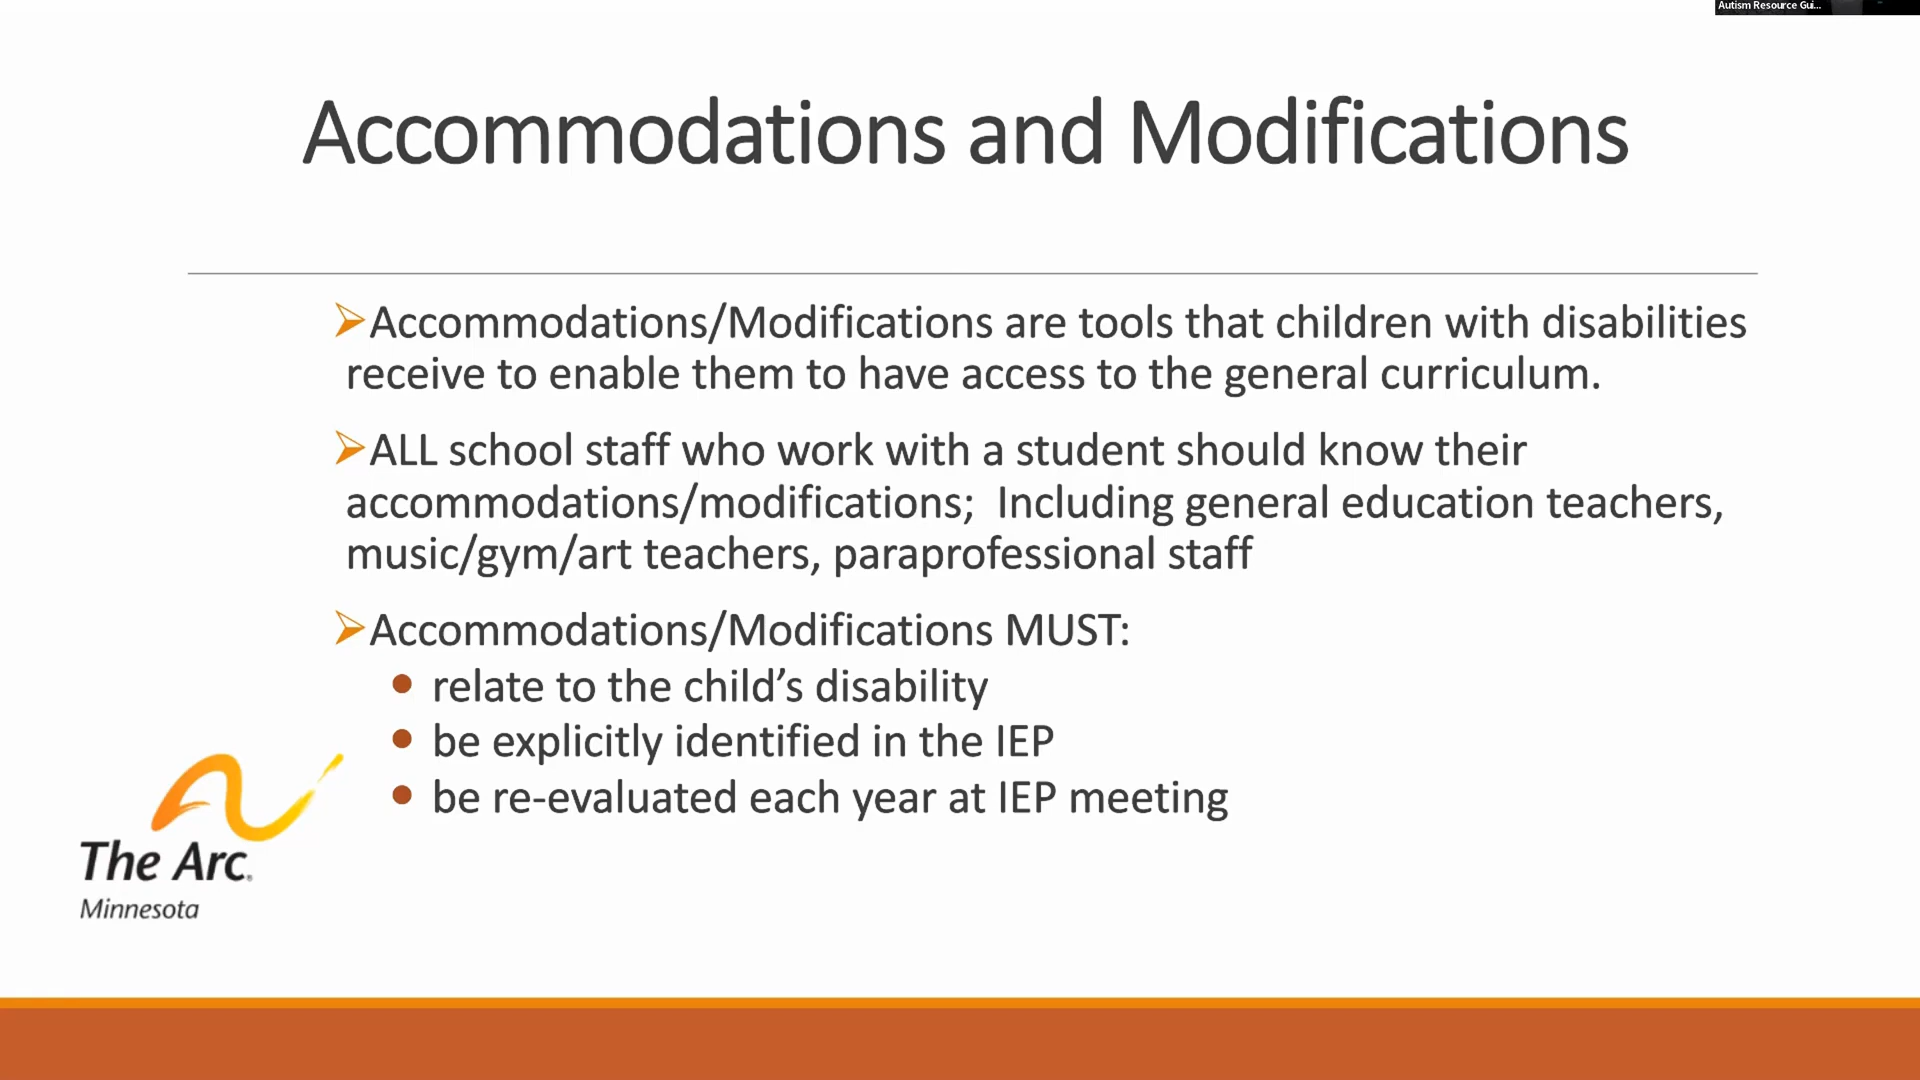 Autism Resource Gui...
Accommodations and Modifications
➢Accommodations/Modifications are tools that children with disabilities
receive to enable them to have access to the general curriculum.
➢ALL school staff who work with a student should know their
accommodations/modifications;  Including general education teachers,
music/gym/art teachers, paraprofessional staff
➢Accommodations/Modifications MUST:
• relate to the child’s disability
• be explicitly identified in the IEP
• be re-evaluated each year at IEP meeting
The Arc®
Minnesota